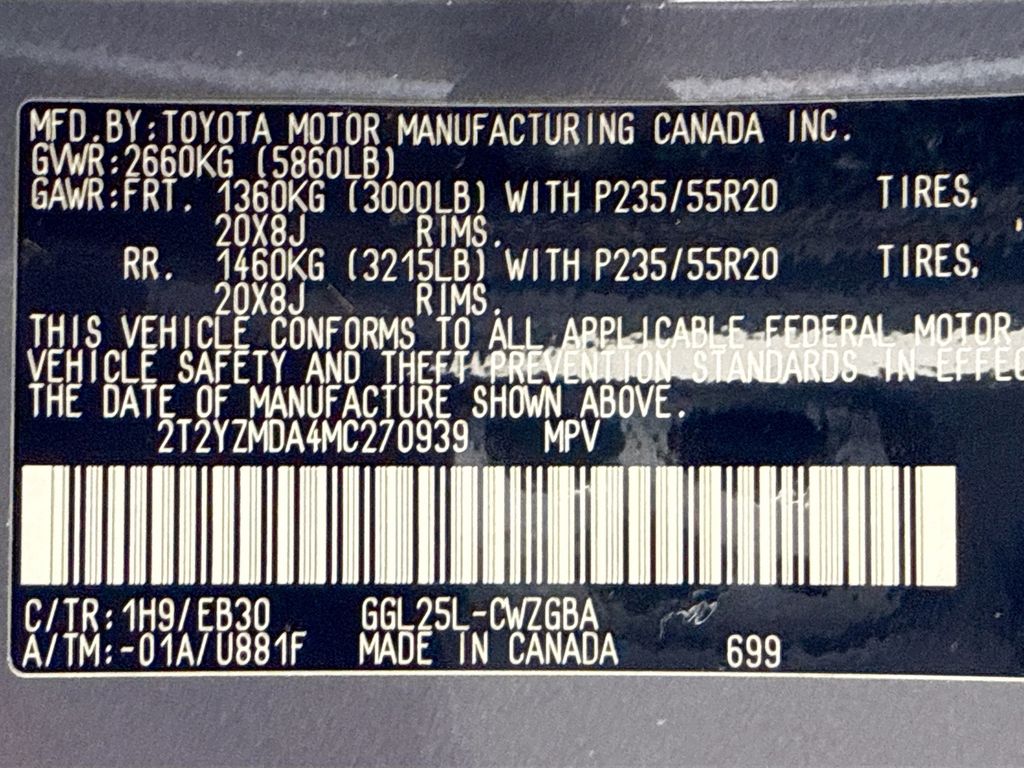 MFD.BY:TOYOTA MOTOR MANUFACTURING CANADA INC.
GVWR:2660KG (5860LB)
GAWR:FRT. 1360KG (3000LB) WITH P235/55R20 TIRES,
20X8J RIMS.
RR. 1460KG (3215LB) WITH P235/55R20 TIRES,
20X8J RIMS.
THIS VEHICLE CONFORMS TO ALL APPLICABLE FEDERAL MOTOR
VEHICLE SAFETY AND THEFT PREVENTION STANDARDS IN EFFEC
THE DATE OF MANUFACTURE SHOWN ABOVE.
2T2YZMDA4MC270939 MPV
C/TR:1H9/EB30 GGL25L-CWZGBA
A/TM:-01A/U881F MADE IN CANADA 699